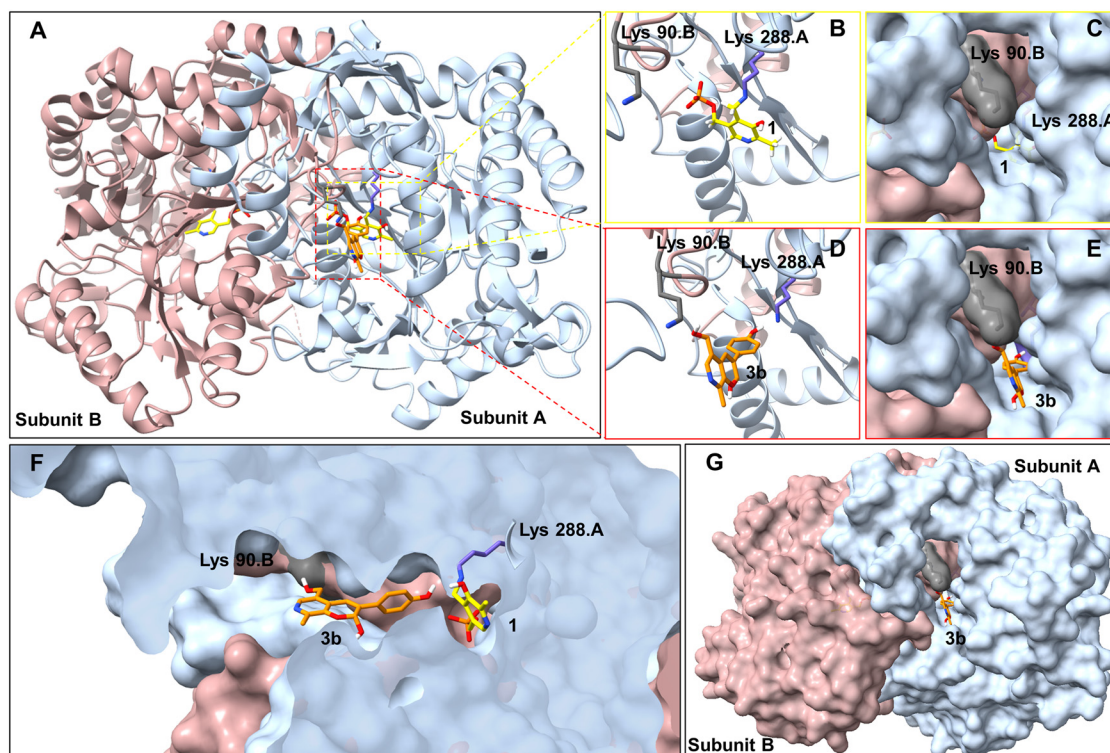 A
Subunit B
Subunit A
B
Lys 90.B
Lys 288.A
1
C
Lys 90.B
Lys 288.A
1
D
Lys 90.B
Lys 288.A
3b
E
Lys 90.B
3b
F
Lys 90.B
Lys 288.A
3b
1
G
Subunit A
3b
Subunit B